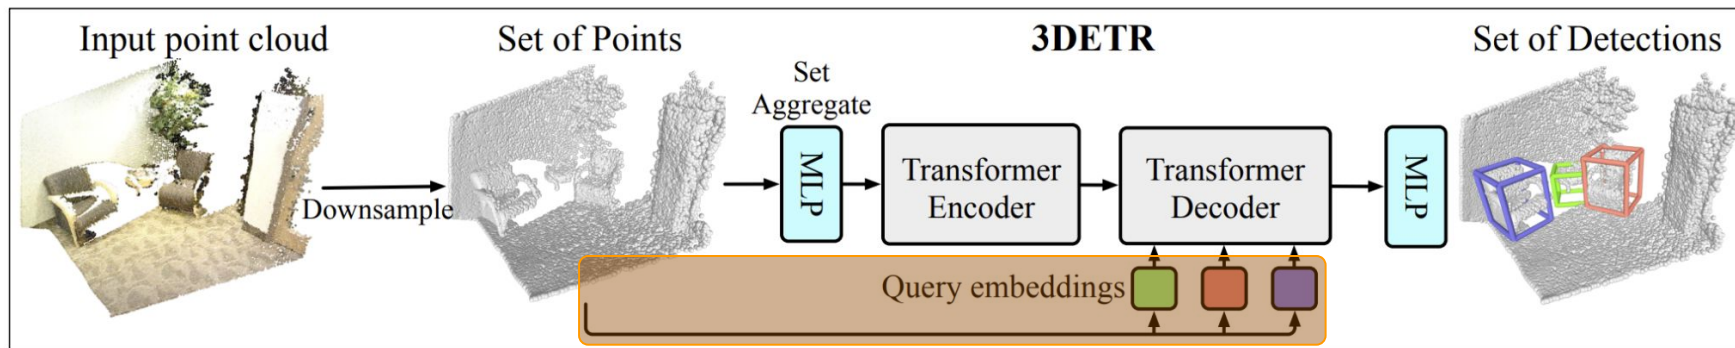 Input point cloud
Set of Points
3DETR
Set of Detections
Set
Aggregate
Downsample
MLP
Transformer
Encoder
Transformer
Decoder
MLP
Query embeddings